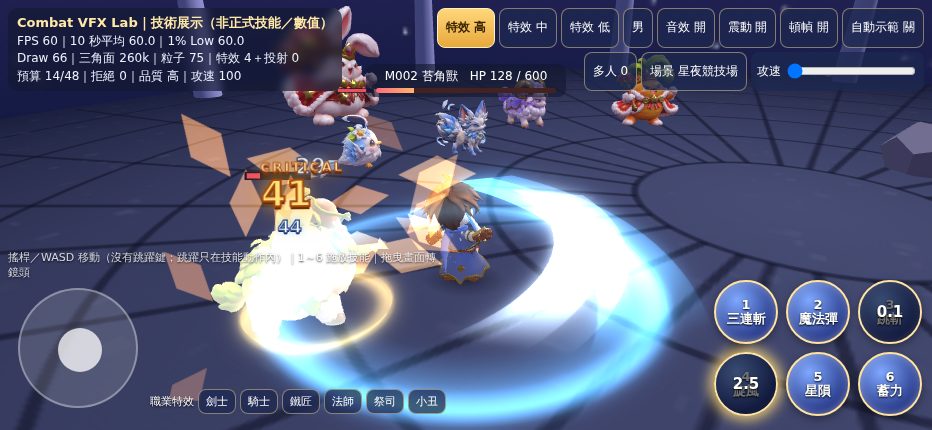 Combat VFX Lab｜技術展示（非正式技能／數值）
FPS 60｜10 秒平均 60.0｜1% Low 60.0
Draw 66｜三角面 260k｜粒子 75｜特效 4＋投射 0
預算 14/48｜拒絕 0｜品質 高｜攻速 100
特效 高
特效 中
特效 低
男
音效 開
震動 開
頓幀 開
自動示範 關
多人 0
場景 星夜競技場
攻速
M002 苔角獸 HP 128 / 600
CRITICAL
41
44
搖桿／WASD 移動（沒有跳躍鍵；跳躍只在技能動作內）｜1～6 施放技能｜拖曳畫面轉
鏡頭
1
三連斬
2
魔法彈
3
0.1
跳斬
4
2.5
旋風
5
星隕
6
蓄力
職業特效
劍士
騎士
鐵匠
法師
祭司
小丑